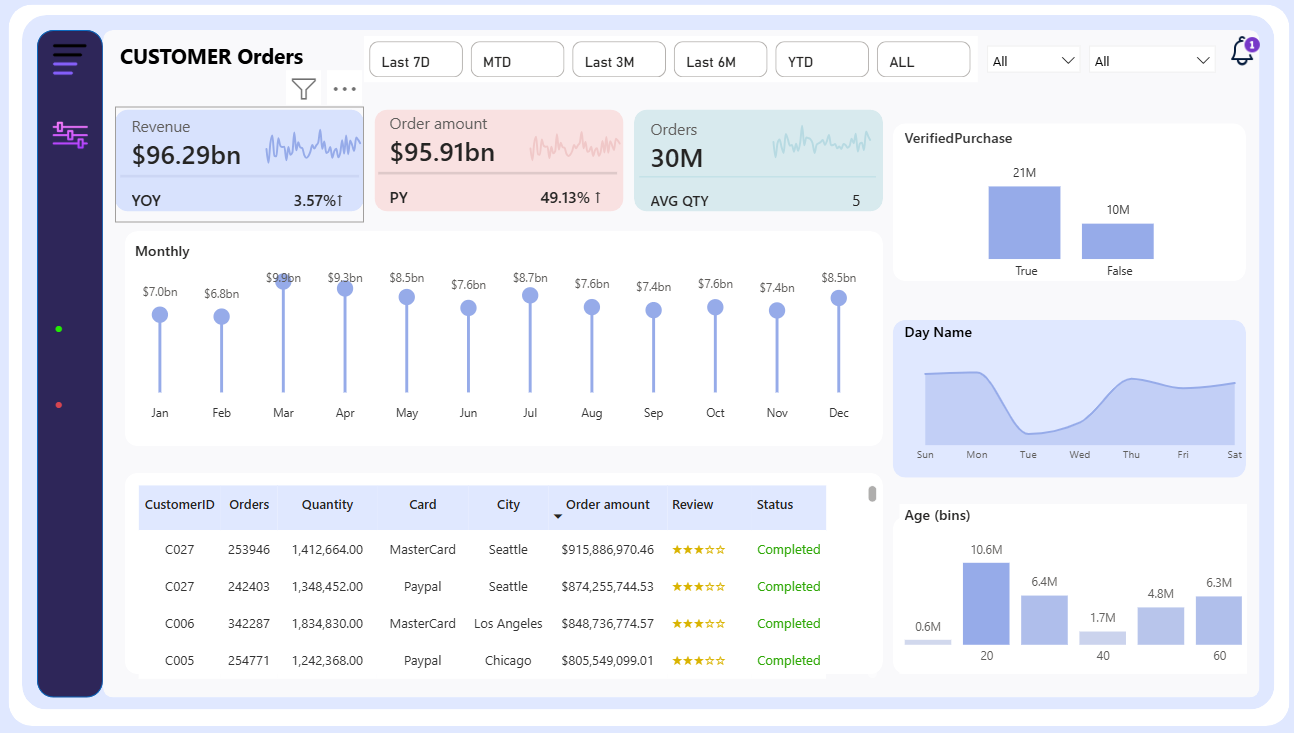 CUSTOMER Orders
Last 7D
MTD
Last 3M
Last 6M
YTD
ALL
All
All
1
Revenue
$96.29bn
YOY
3.57%↑
Order amount
$95.91bn
PY
49.13% ↑
Orders
30M
AVG QTY
5
VerifiedPurchase
21M
10M
True False
Monthly
$7.0bn $6.8bn $9.9bn $9.3bn $8.5bn $7.6bn $8.7bn $7.6bn $7.4bn $7.6bn $7.4bn $8.5bn
Jan Feb Mar Apr May Jun Jul Aug Sep Oct Nov Dec
Day Name
Sun Mon Tue Wed Thu Fri Sat
CustomerID Orders Quantity Card City Order amount Review Status
C027 253946 1,412,664.00 MasterCard Seattle $915,886,970.46 ★★★☆☆ Completed
C027 242403 1,348,452.00 Paypal Seattle $874,255,744.53 ★★★☆☆ Completed
C006 342287 1,834,830.00 MasterCard Los Angeles $848,736,774.57 ★★★☆☆ Completed
C005 254771 1,242,368.00 Paypal Chicago $805,549,099.01 ★★★☆☆ Completed
Age (bins)
0.6M 10.6M 6.4M 1.7M 4.8M 6.3M
20 40 60